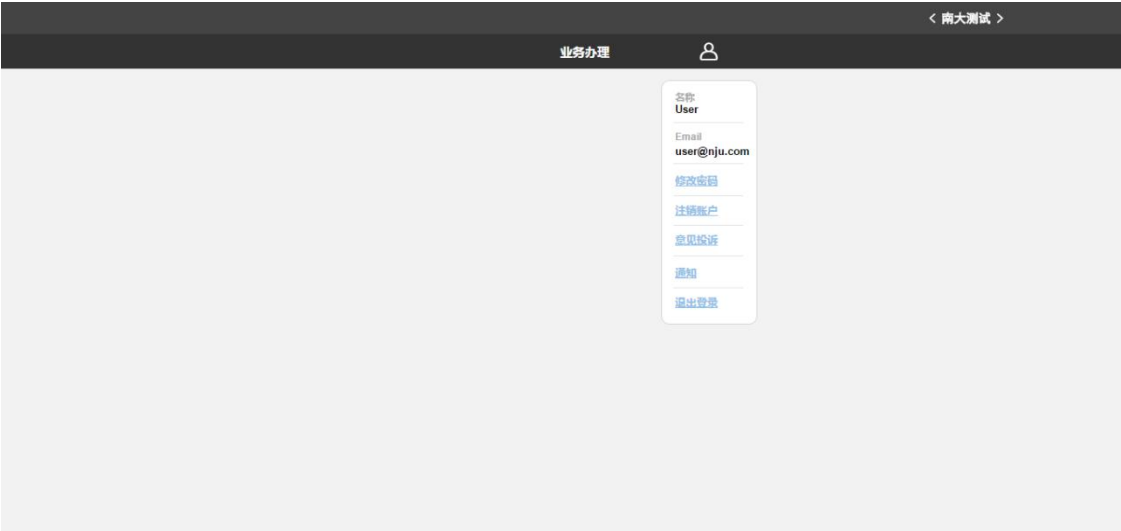 < 南大测试 >
业务办理
名称
User
Email
user@nju.com
修改密码
注销账户
意见投诉
通知
退出登录